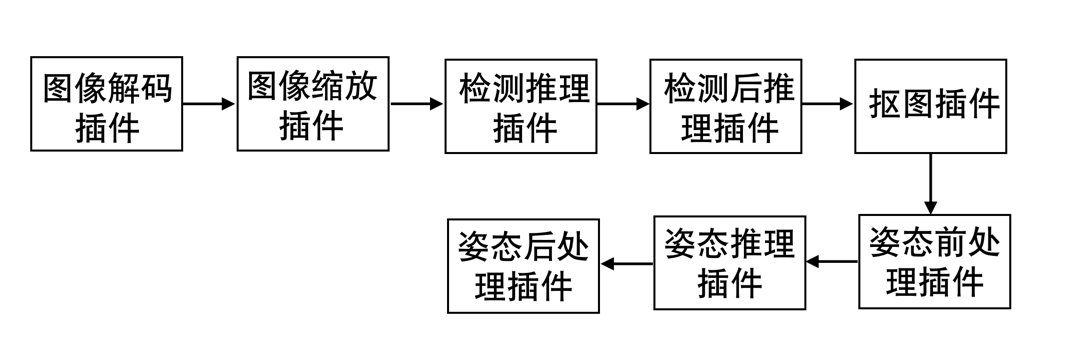 图像解码
插件
图像缩放
插件
检测推理
插件
检测后推
理插件
抠图插件
姿态前处
理插件
姿态推理
插件
姿态后处
理插件